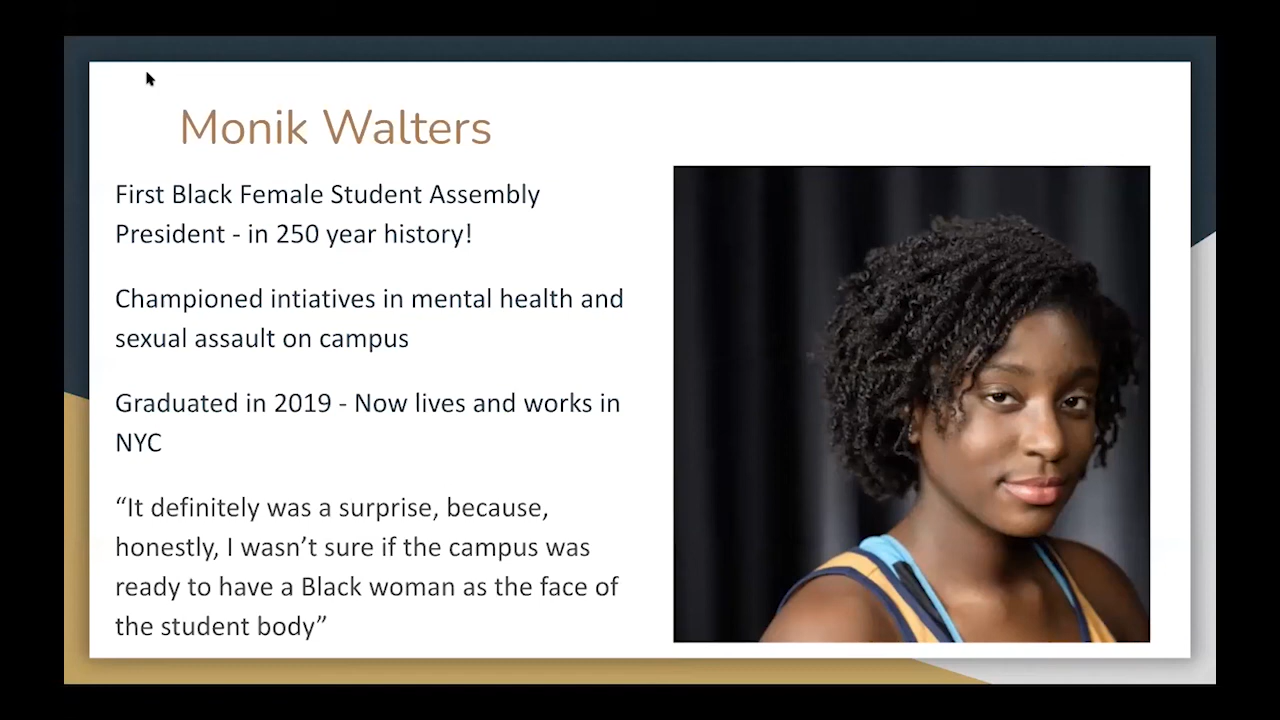 Monik Walters
First Black Female Student Assembly
President - in 250 year history!
Championed intiatives in mental health and
sexual assault on campus
Graduated in 2019 - Now lives and works in
NYC
“It definitely was a surprise, because,
honestly, I wasn’t sure if the campus was
ready to have a Black woman as the face of
the student body”